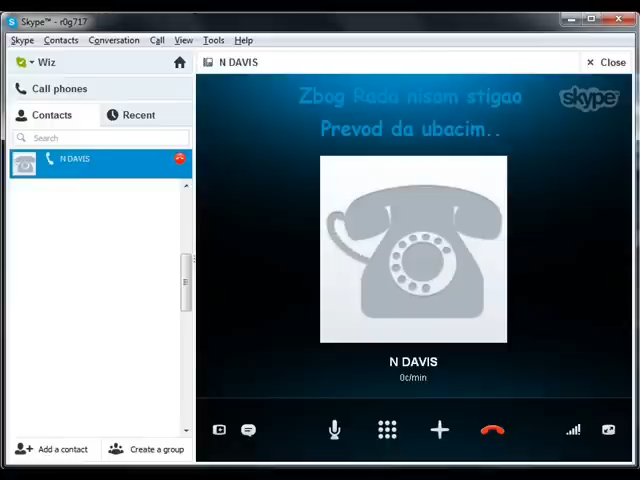 Skype™ - r0g717
Skype Contacts Conversation Call View Tools Help
Wiz
N DAVIS
Close
Call phones
Contacts
Recent
Search
N DAVIS
Zbog Rada nisam stigao
skype™
Prevod da ubacim..
N DAVIS
0c/min
Add a contact
Create a group